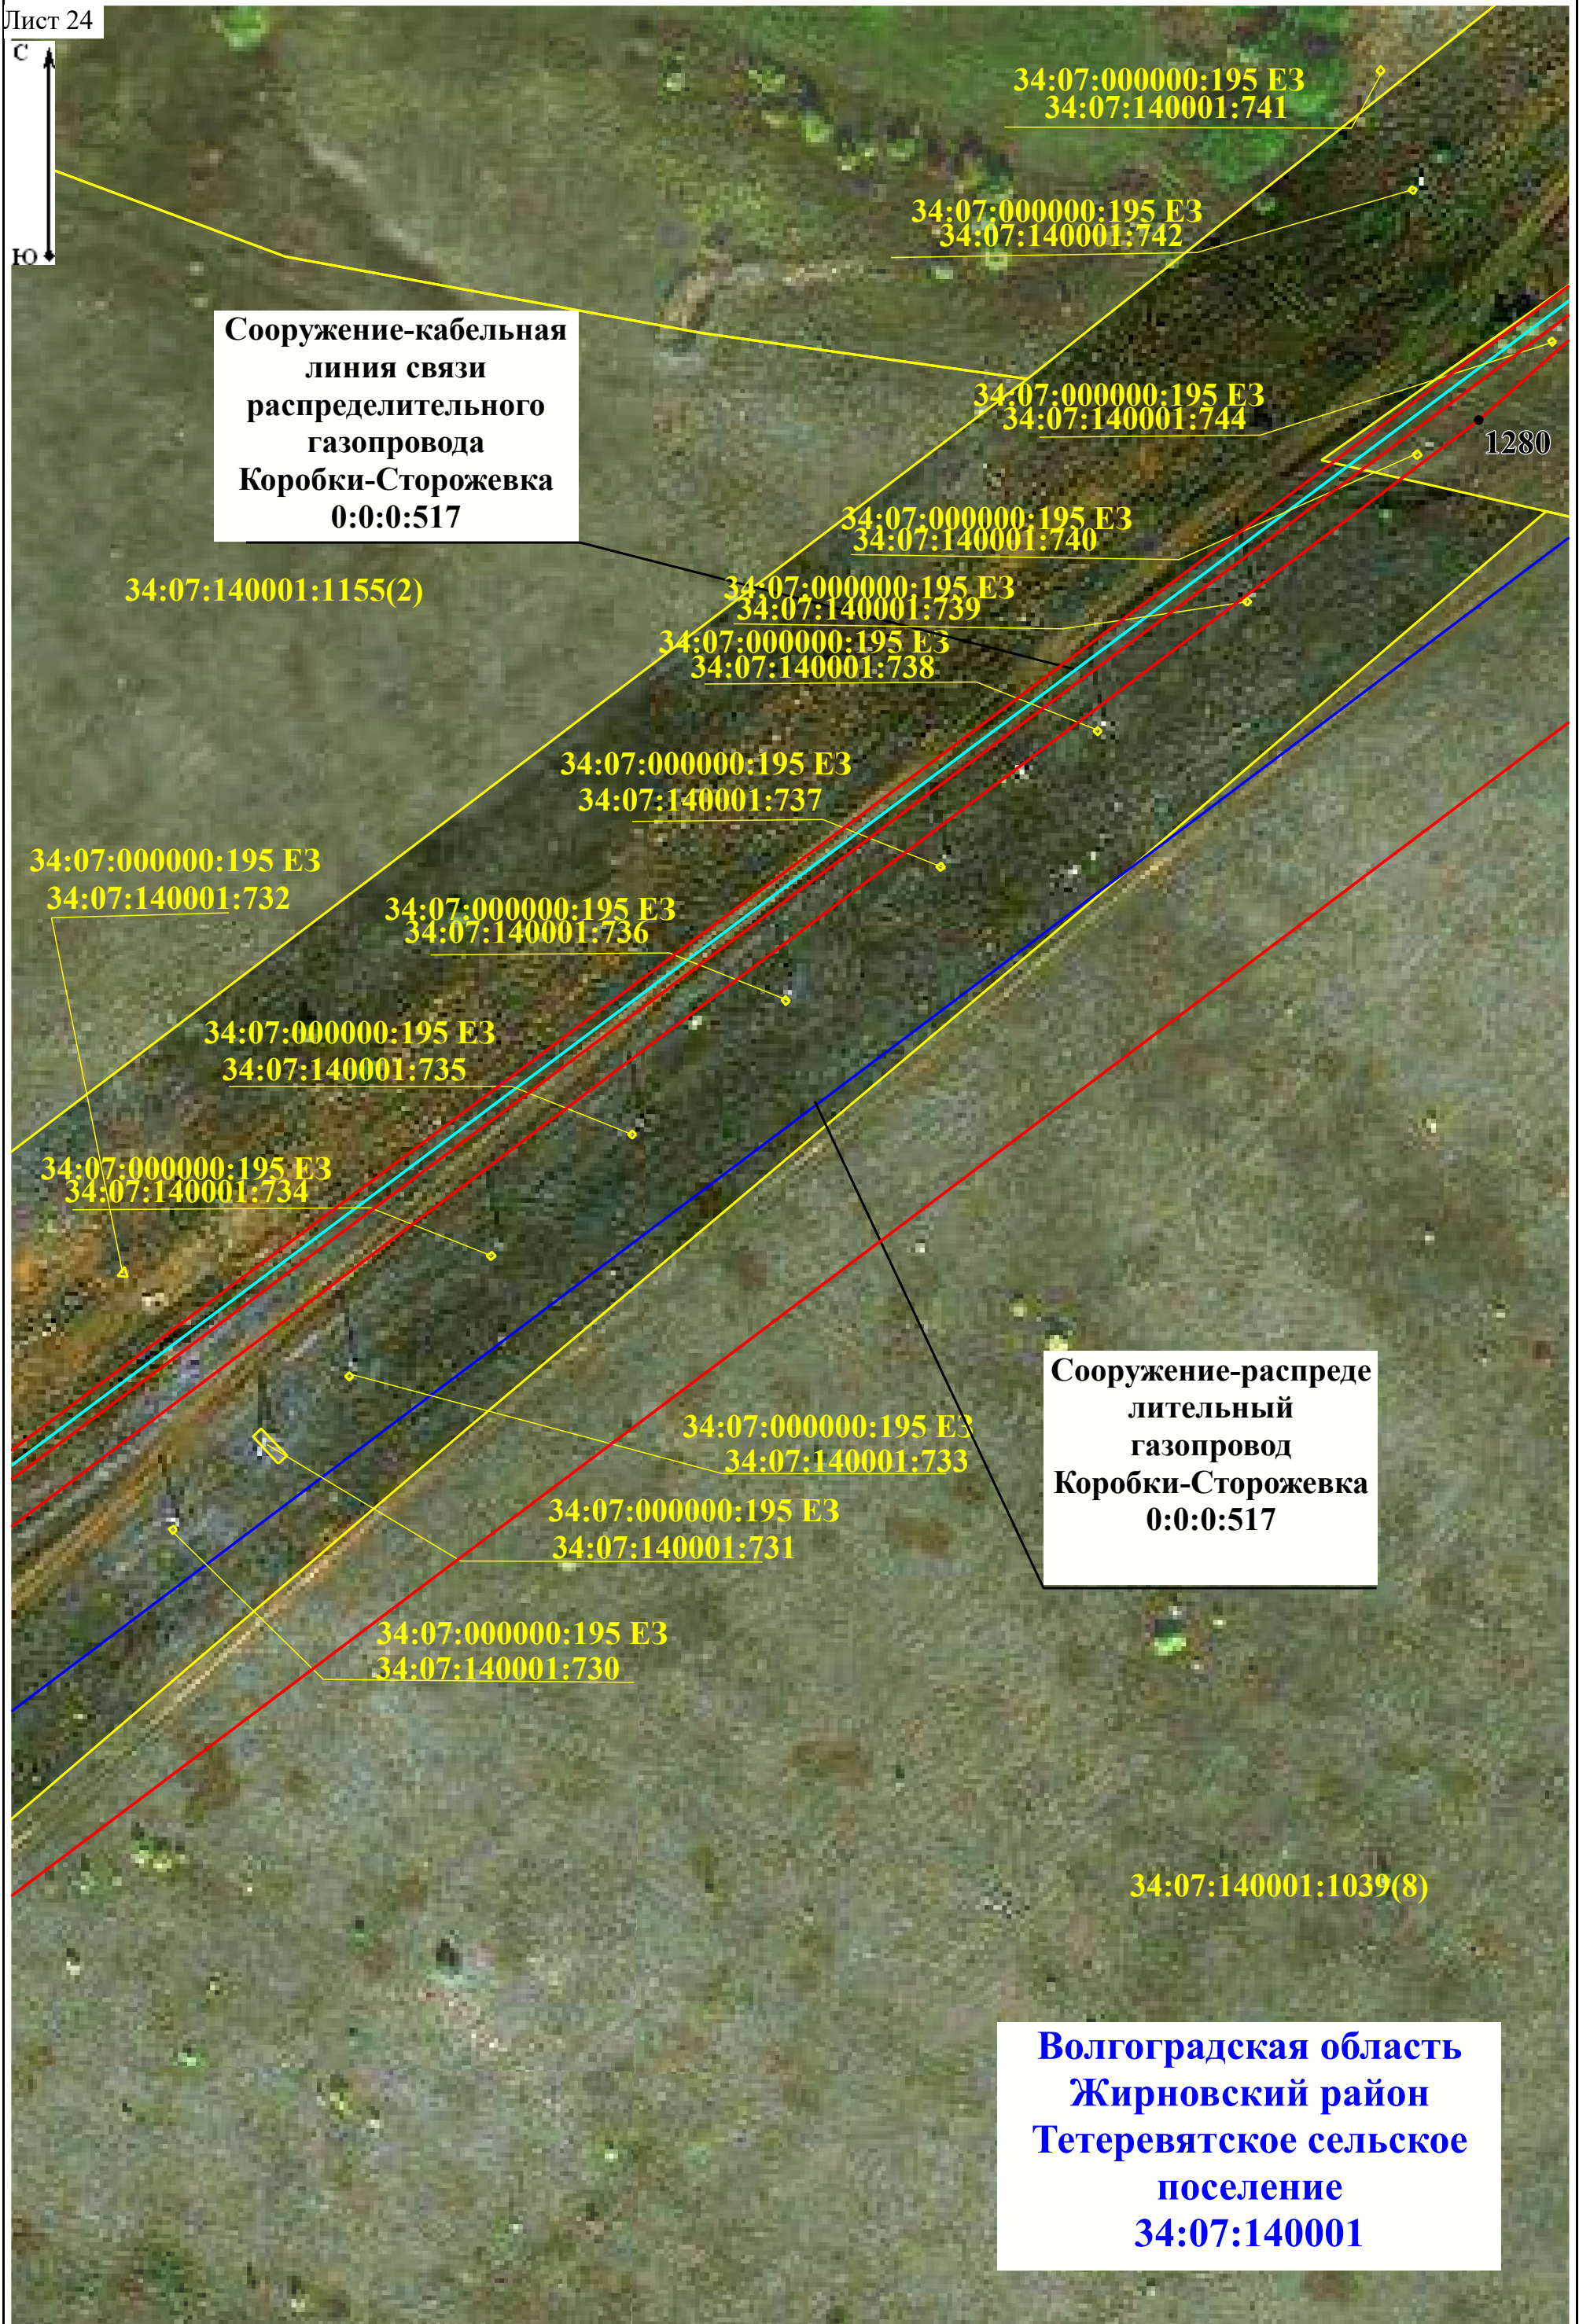 Лист 24
С
Ю
34:07:000000:195 ЕЗ
34:07:140001:741
34:07:000000:195 ЕЗ
34:07:140001:742
Сооружение-кабельная
линия связи
распределительного
газопровода
Коробки-Сторожевка
0:0:0:517
34:07:000000:195 ЕЗ
34:07:140001:744
1280
34:07:000000:195 ЕЗ
34:07:140001:740
34:07:140001:1155(2)
34:07:000000:195 ЕЗ
34:07:140001:739
34:07:000000:195 ЕЗ
34:07:140001:738
34:07:000000:195 ЕЗ
34:07:140001:737
34:07:000000:195 ЕЗ
34:07:140001:732
34:07:000000:195 ЕЗ
34:07:140001:736
34:07:000000:195 ЕЗ
34:07:140001:735
34:07:000000:195 ЕЗ
34:07:140001:734
Сооружение-распреде
лительный
газопровод
Коробки-Сторожевка
0:0:0:517
34:07:000000:195 ЕЗ
34:07:140001:733
34:07:000000:195 ЕЗ
34:07:140001:731
34:07:000000:195 ЕЗ
34:07:140001:730
34:07:140001:1039(8)
Волгоградская область
Жирновский район
Тетеревятское сельское
поселение
34:07:140001